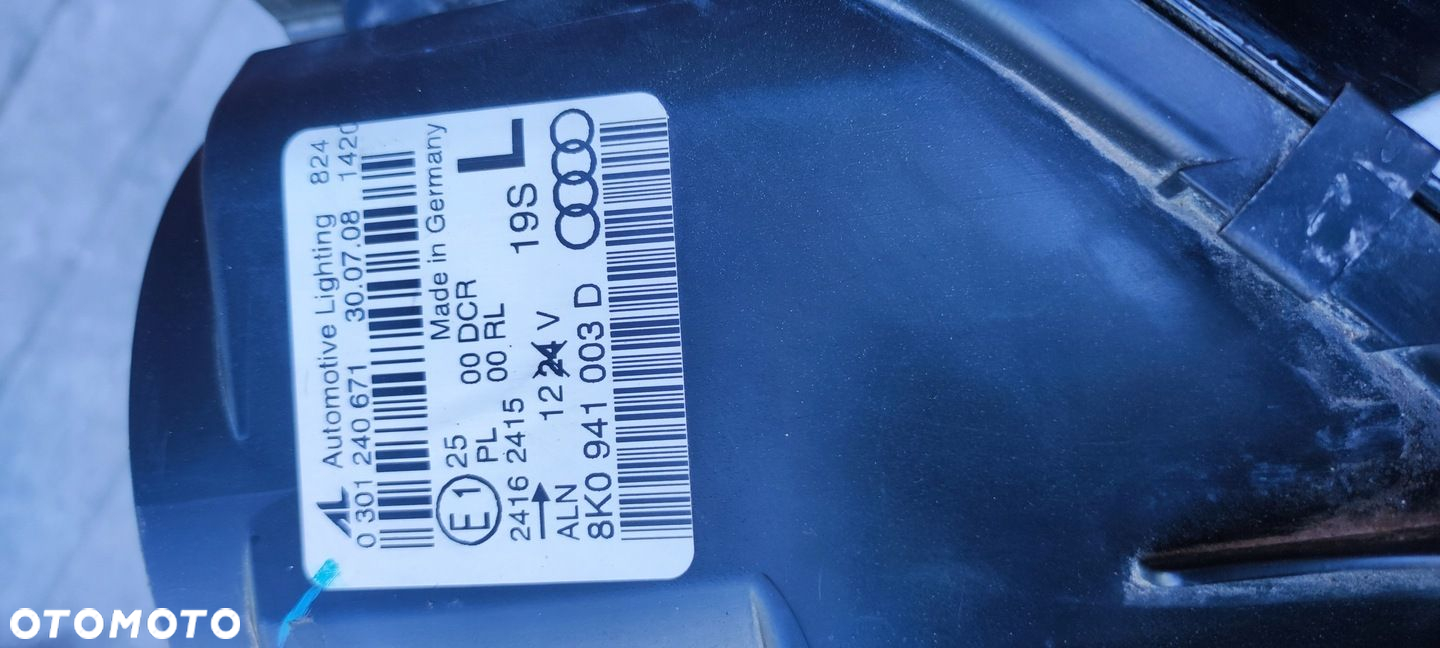 AL Automotive Lighting 824
0 301 240 671 30.07.08 1420
Made in Germany
E1 25 00 DCR L
PL 00 RL
2416 2415 19S
→ 12 24 V
ALN
8K0 941 003 D
OTOMOTO